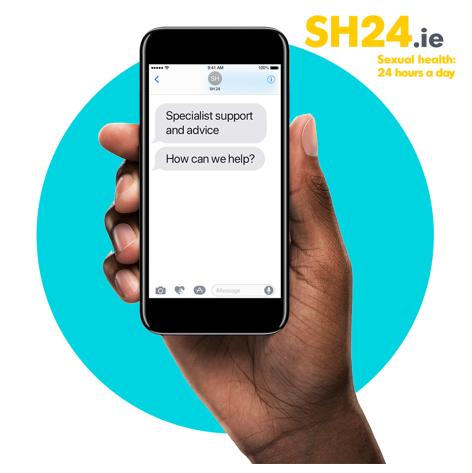 SH24.ie
Sexual health:
24 hours a day
9:41 AM
100%
SH
SH24
Specialist support
and advice
How can we help?
iMessage